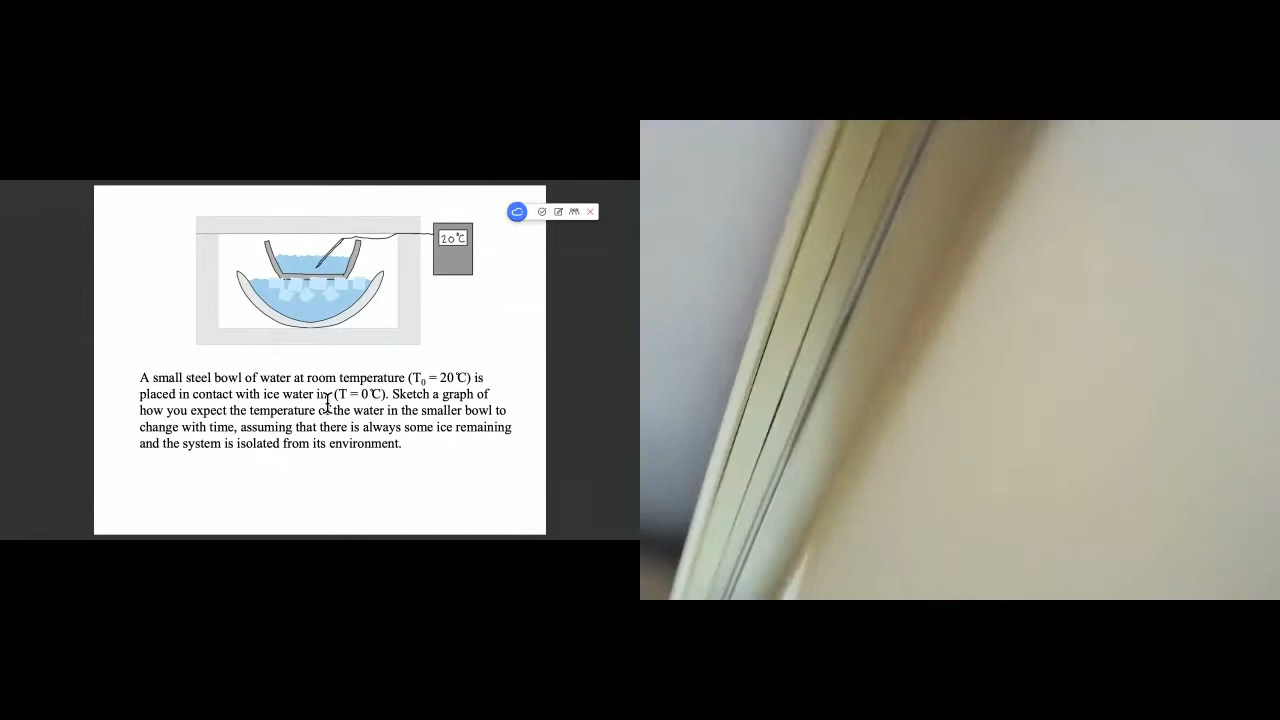 20°C
A small steel bowl of water at room temperature (T₀ = 20℃) is
placed in contact with ice water in (T = 0℃). Sketch a graph of
how you expect the temperature of the water in the smaller bowl to
change with time, assuming that there is always some ice remaining
and the system is isolated from its environment.